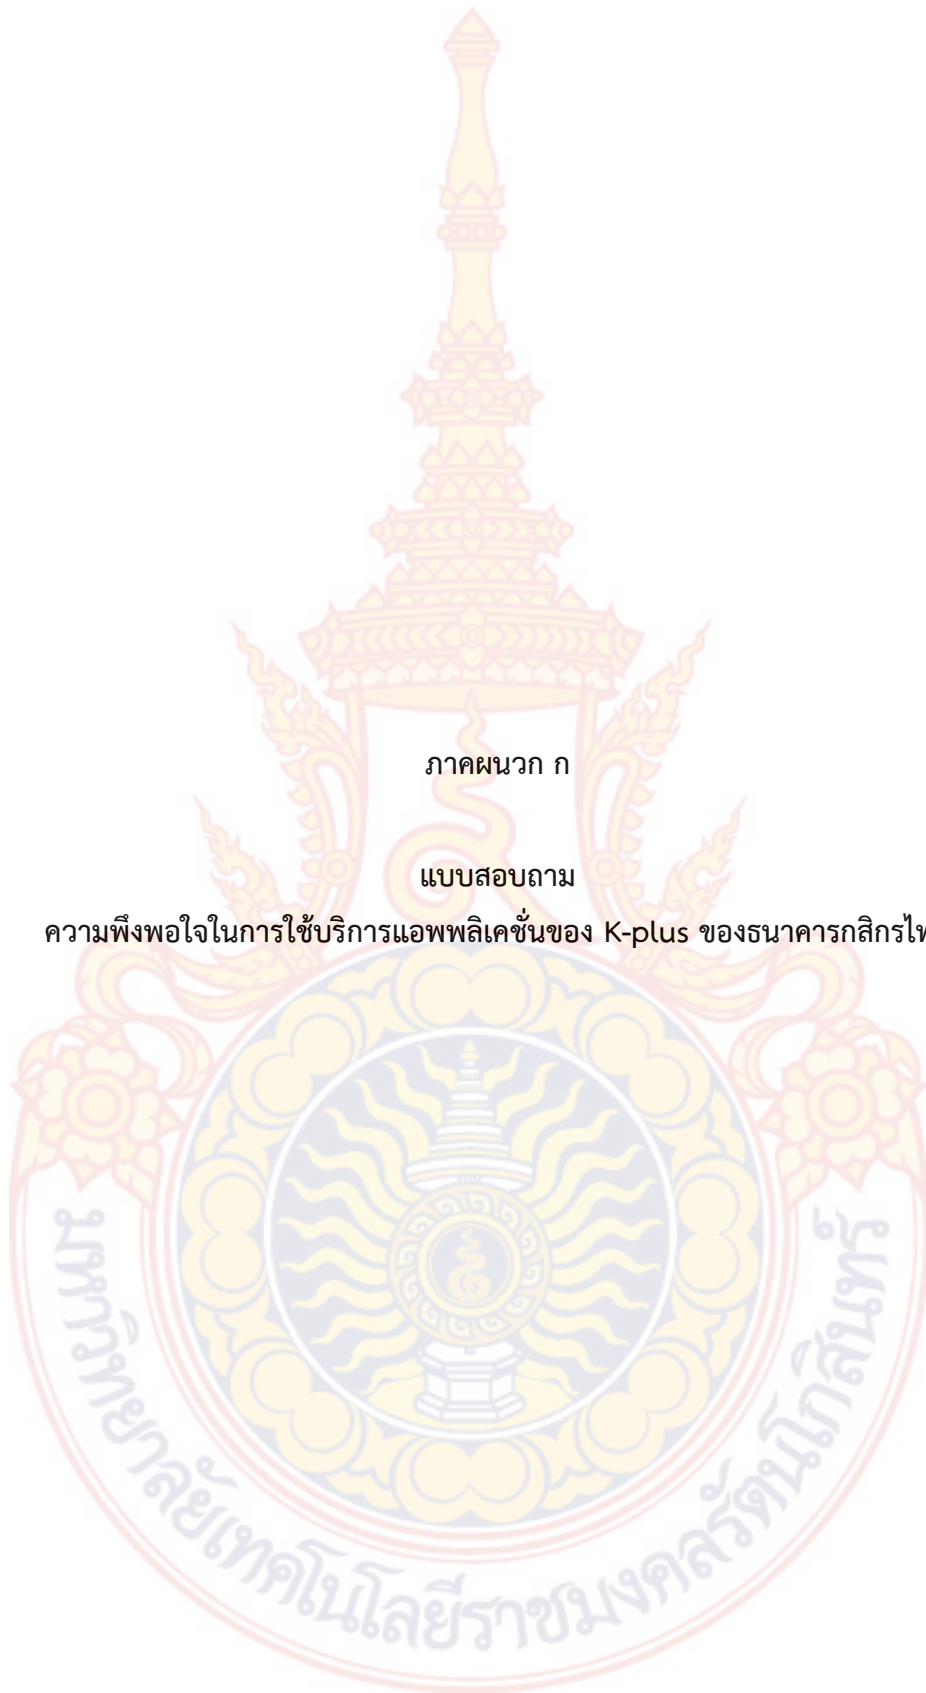 ภาคผนวก ก
แบบสอบถาม
ความพึงพอใจในการใช้บริการแอพพลิเคชั่นของ K-plus ของธนาคารกสิกรไ
มหาวิทยาลัยเทคโนโลยีราชมงคลรัตนโกสินทร์